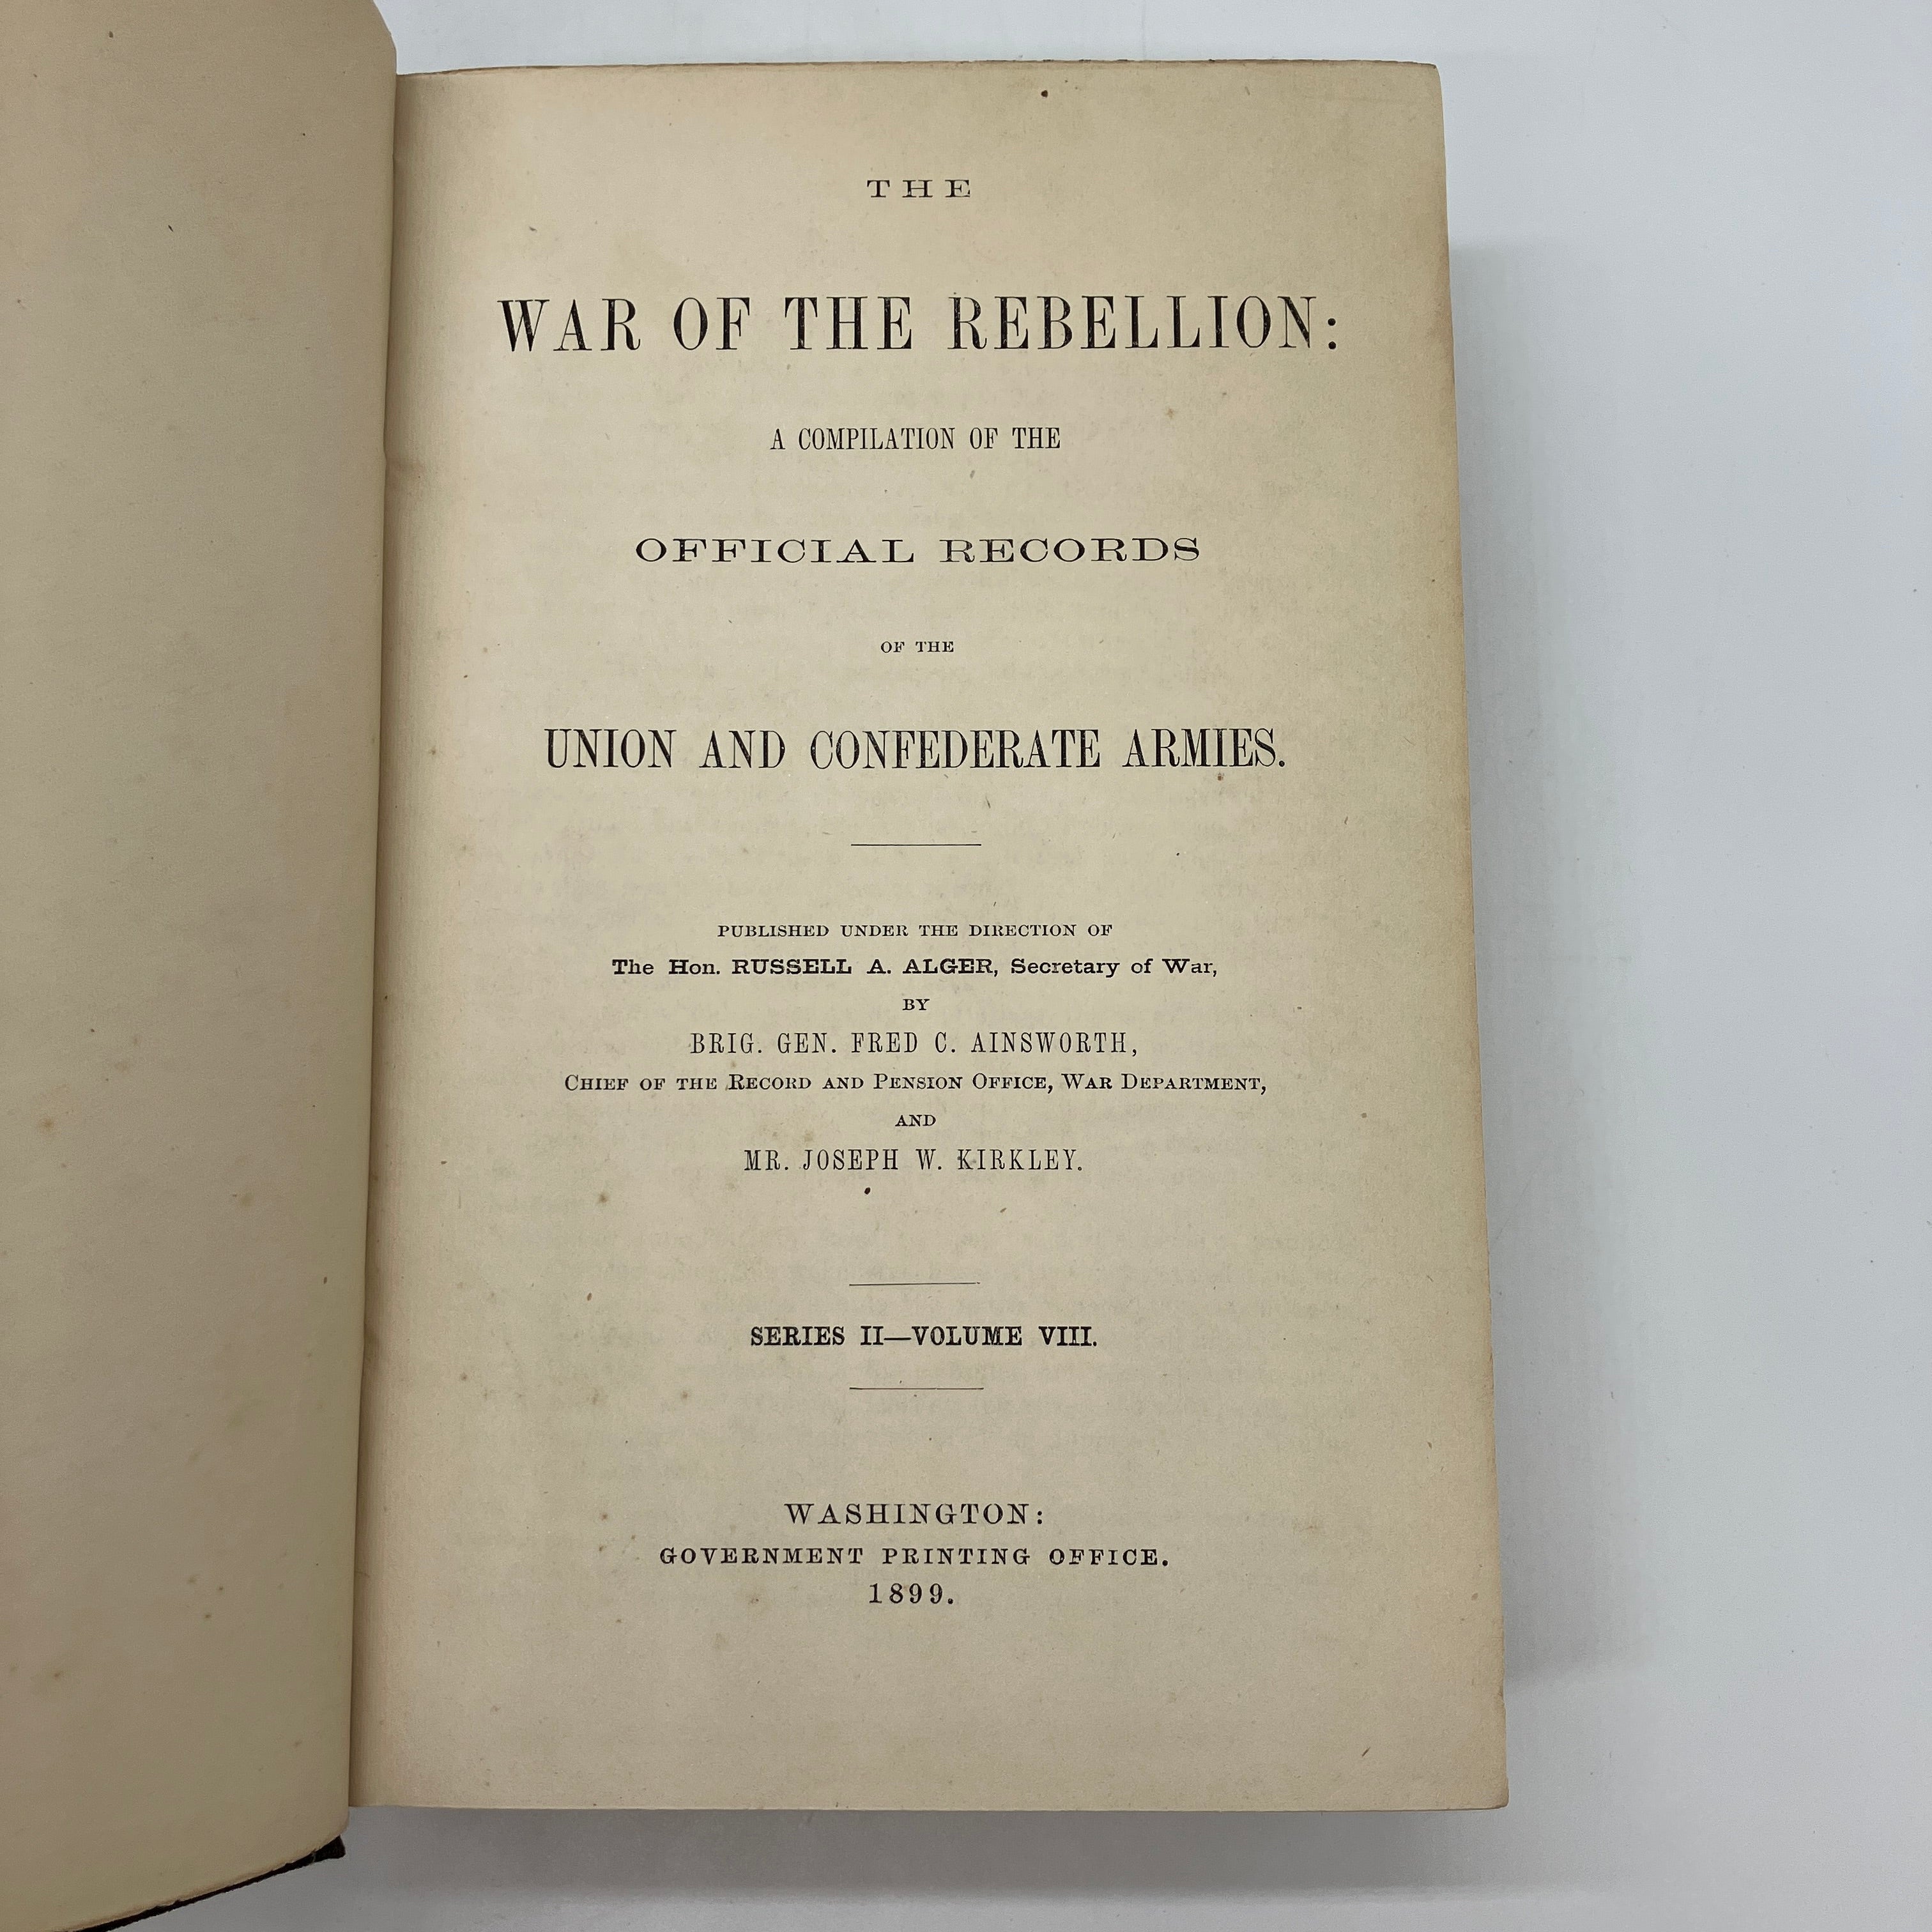 THE
WAR OF THE REBELLION:
A COMPILATION OF THE
OFFICIAL RECORDS
OF THE
UNION AND CONFEDERATE ARMIES.
PUBLISHED UNDER THE DIRECTION OF
The Hon. RUSSELL A. ALGER, Secretary of War,
BY
BRIG. GEN. FRED C. AINSWORTH,
CHIEF OF THE RECORD AND PENSION OFFICE, WAR DEPARTMENT,
AND
MR. JOSEPH W. KIRKLEY.
SERIES II—VOLUME VIII.
WASHINGTON:
GOVERNMENT PRINTING OFFICE.
1899.